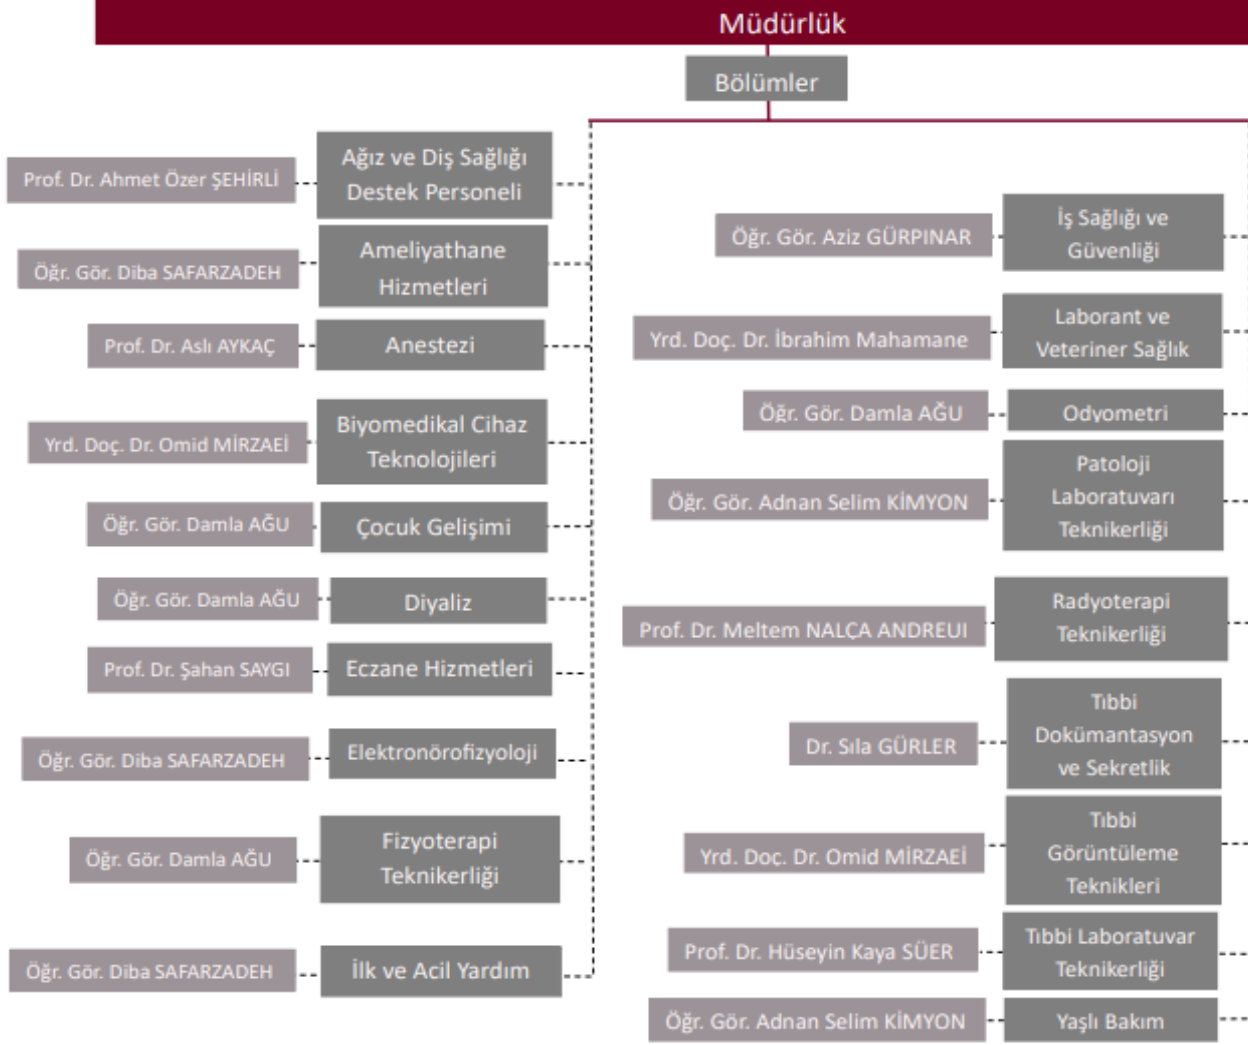 Müdürlük
Bölümler
Prof. Dr. Ahmet Özer ŞEHİRLİ
Ağız ve Diş Sağlığı
Destek Personeli
Öğr. Gör. Diba SAFARZADEH
Ameliyathane
Hizmetleri
Prof. Dr. Aslı AYKAÇ
Anestezi
Yrd. Doç. Dr. Omid MİRZAEİ
Biyomedikal Cihaz
Teknolojileri
Öğr. Gör. Damla AĞU
Çocuk Gelişimi
Öğr. Gör. Damla AĞU
Diyaliz
Prof. Dr. Şahan SAYGI
Eczane Hizmetleri
Öğr. Gör. Diba SAFARZADEH
Elektronörofizyoloji
Öğr. Gör. Damla AĞU
Fizyoterapi
Teknikerliği
Öğr. Gör. Diba SAFARZADEH
İlk ve Acil Yardım
Öğr. Gör. Aziz GÜRPINAR
İş Sağlığı ve
Güvenliği
Yrd. Doç. Dr. İbrahim Mahamane
Laborant ve
Veteriner Sağlık
Öğr. Gör. Damla AĞU
Odyometri
Öğr. Gör. Adnan Selim KİMYON
Patoloji
Laboratuvarı
Teknikerliği
Prof. Dr. Meltem NALÇA ANDREUI
Radyoterapi
Teknikerliği
Dr. Sıla GÜRLER
Tıbbi
Dokümantasyon
ve Sekretlik
Yrd. Doç. Dr. Omid MİRZAEİ
Tıbbi
Görüntüleme
Teknikleri
Prof. Dr. Hüseyin Kaya SÜER
Tıbbi Laboratuvar
Teknikerliği
Öğr. Gör. Adnan Selim KİMYON
Yaşlı Bakım